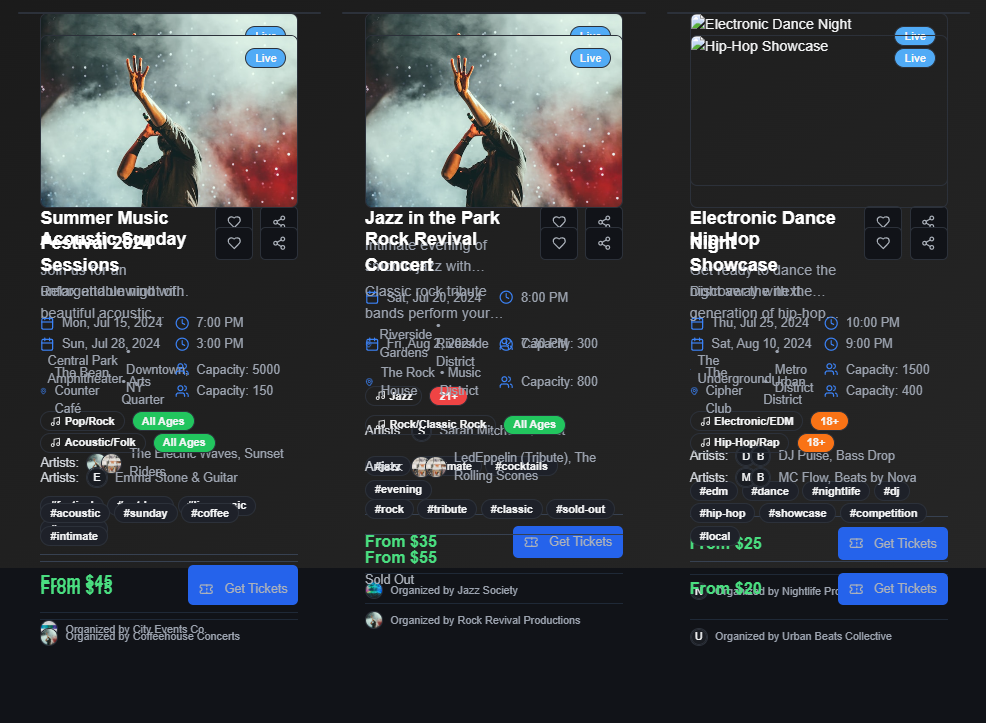 Live
Live
Summer Music
Festival 2024
Acoustic Sunday
Sessions
Join us for an
unforgettable night of…
Relax and unwind with
beautiful acoustic…
Mon, Jul 15, 2024
7:00 PM
Sun, Jul 28, 2024
3:00 PM
Central Park
Amphitheater •
Downtown,
NY
Capacity: 5000
The Bean
Counter
Café
• Arts
Quarter
Capacity: 150
Pop/Rock
All Ages
Acoustic/Folk
All Ages
Artists:
The Electric Waves, Sunset
Riders
Artists:
E
Emma Stone & Guitar
#acoustic
#sunday
#coffee
#intimate
From $45
From $15
Get Tickets
Organized by City Events Co
Organized by Coffeehouse Concerts
Live
Live
Jazz in the Park
Rock Revival
Concert
Intimate evening of
smooth jazz with…
Classic rock tribute
bands perform your…
Sat, Jul 20, 2024
8:00 PM
Fri, Aug 2, 2024
7:30 PM
Riverside
Gardens
•
Riverside
District
Capacity: 300
The Rock
House
• Music
District
Capacity: 800
Jazz
21+
Rock/Classic Rock
All Ages
Artists:
S
Artists:
LedEppelin (Tribute), The
Rolling Scones
#jazz
#cocktails
#evening
#rock
#tribute
#classic
#sold-out
From $35
From $55
Get Tickets
Sold Out
Organized by Jazz Society
Organized by Rock Revival Productions
Electronic Dance Night
Live
Hip-Hop Showcase
Live
Electronic Dance
Night
Hip-Hop
Showcase
Get ready to dance the
night away with the…
Discover the next
generation of hip-hop…
Thu, Jul 25, 2024
10:00 PM
Sat, Aug 10, 2024
9:00 PM
The
Underground
•
Metro
District
Capacity: 1500
Cipher
Club
Urban
District
Capacity: 400
Electronic/EDM
18+
Hip-Hop/Rap
18+
Artists:
D
B
DJ Pulse, Bass Drop
Artists:
M
B
MC Flow, Beats by Nova
#edm
#dance
#nightlife
#dj
#hip-hop
#showcase
#competition
#local
From $25
Get Tickets
From $20
Get Tickets
N
Organized by Nightlife
U
Organized by Urban Beats Collective